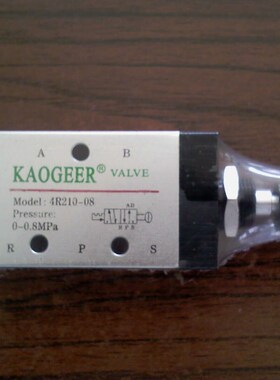 A B
KAOGEER® VALVE
Model: 4R210-08
Pressure:
0~0.8MPa
R P S